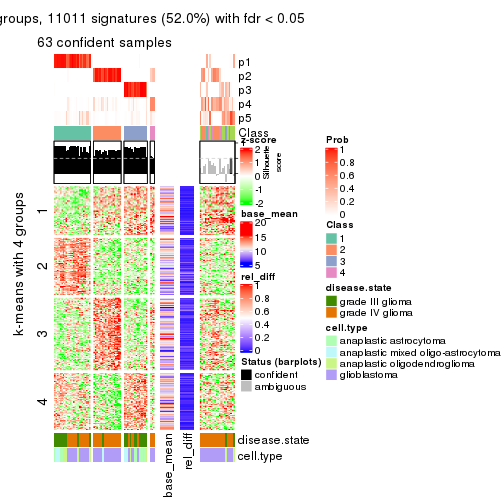 groups, 11011 signatures (52.0%) with fdr < 0.05
63 confident samples
p1
p2
p3
p4
p5
Class
z-score
2
1
0
-1
-2
Silhouette
score
base_mean
20
15
10
5
rel_diff
1
0.8
0.6
0.4
0.2
0
Status (barplots)
confident
ambiguous
Prob
1
0.8
0.6
0.4
0.2
0
Class
1
2
3
4
disease.state
grade III glioma
grade IV glioma
cell.type
anaplastic astrocytoma
anaplastic mixed oligo-astrocytoma
anaplastic oligodendroglioma
glioblastoma
k-means with 4 groups
1
2
3
4
disease.state
cell.type
base_mean
rel_diff